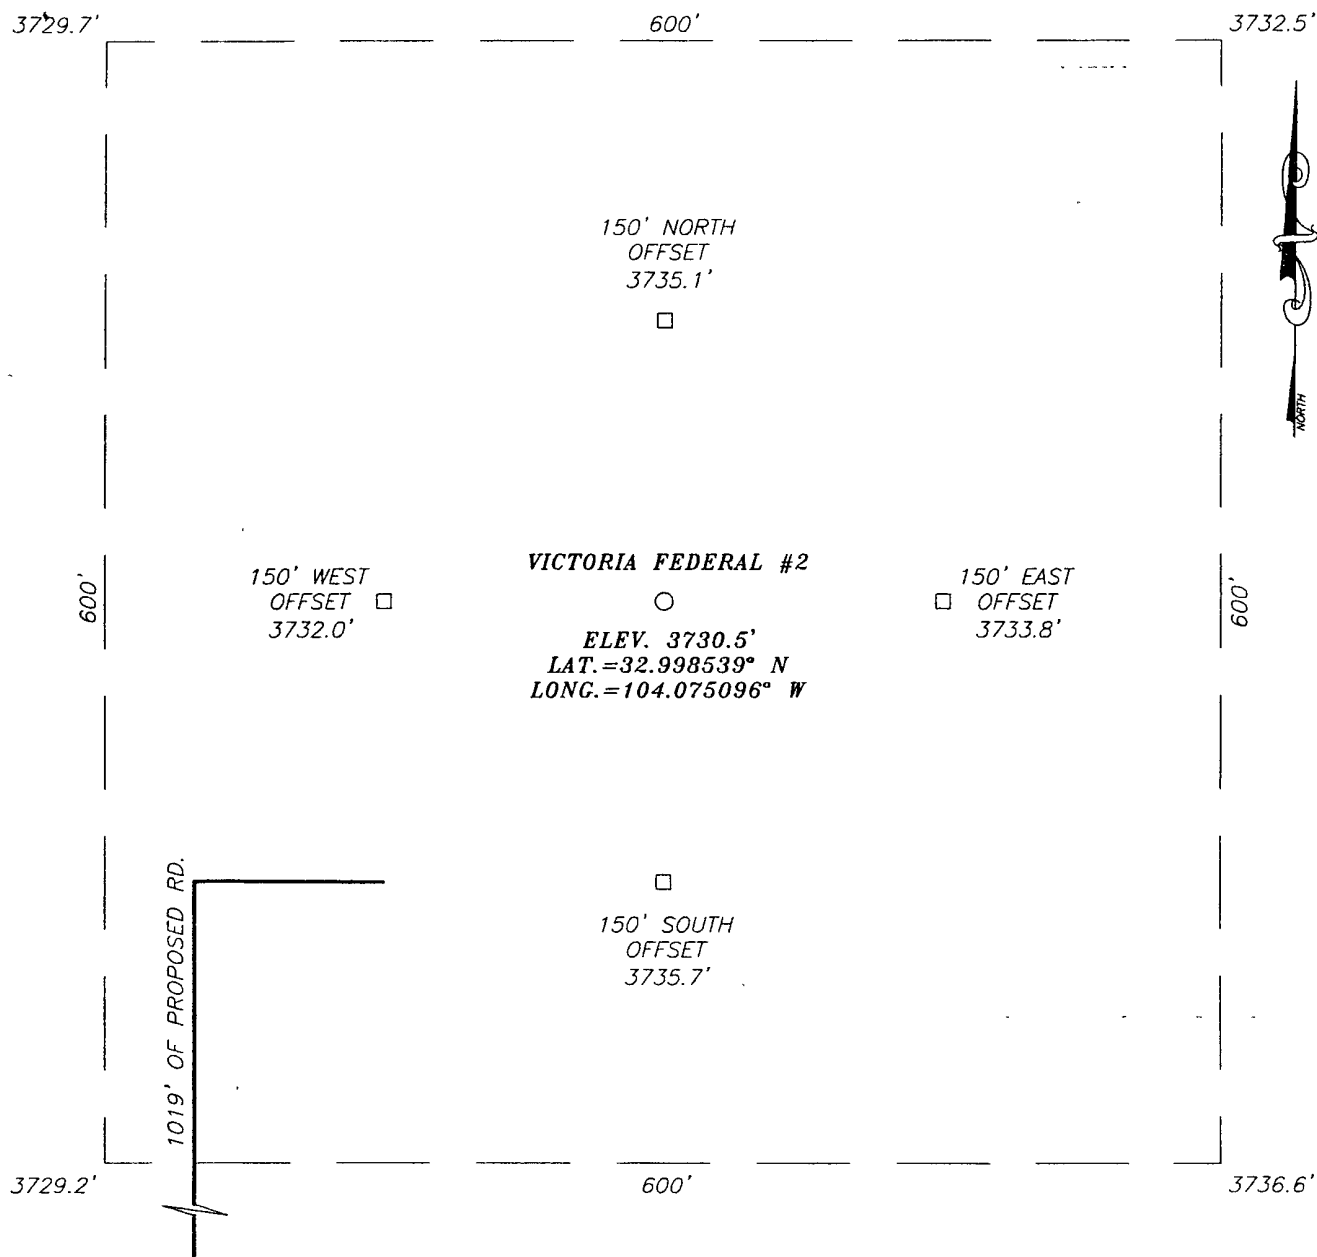 3729.7'
600'
3732.5'
150' NORTH
OFFSET
3735.1'
NORTH
600'
150' WEST
OFFSET
3732.0'
VICTORIA FEDERAL #2
ELEV. 3730.5'
LAT.=32.998539° N
LONG.=104.075096° W
150' EAST
OFFSET
3733.8'
600'
1019' OF PROPOSED RD.
150' SOUTH
OFFSET
3735.7'
3729.2'
600'
3736.6'